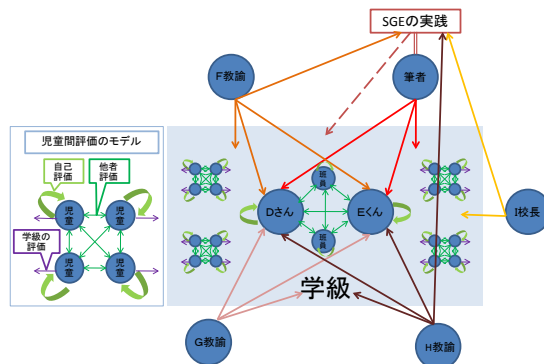 SGEの実践
F教諭
筆者
児童間評価のモデル
自己
評価
他者
評価
児
童
児
童
学級の
評価
児
童
児
童
班員
Dさん
Eくん
班員
I校長
学級
G教諭
H教諭